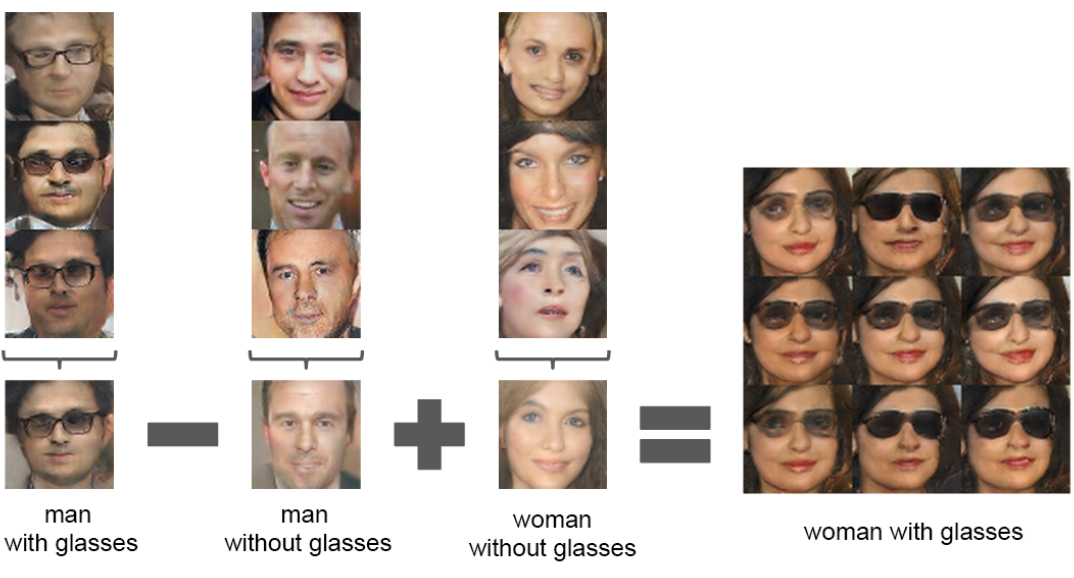 man
with glasses
man
without glasses
woman
without glasses
woman with glasses